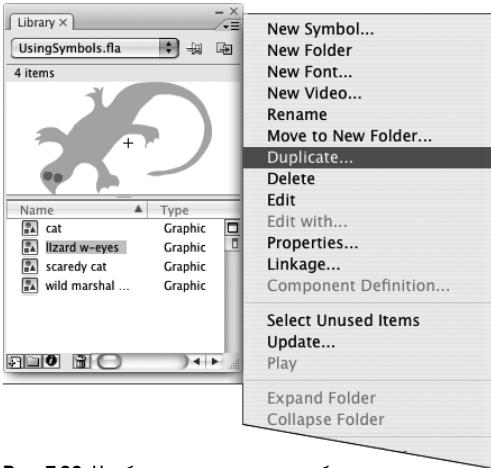 Library ×
UsingSymbols.fla
4 items
Name Type
cat Graphic
lIzard w-eyes Graphic
scaredy cat Graphic
wild marshal ... Graphic
New Symbol...
New Folder
New Font...
New Video...
Rename
Move to New Folder...
Duplicate...
Delete
Edit
Edit with...
Properties...
Linkage...
Component Definition...
Select Unused Items
Update...
Play
Expand Folder
Collapse Folder